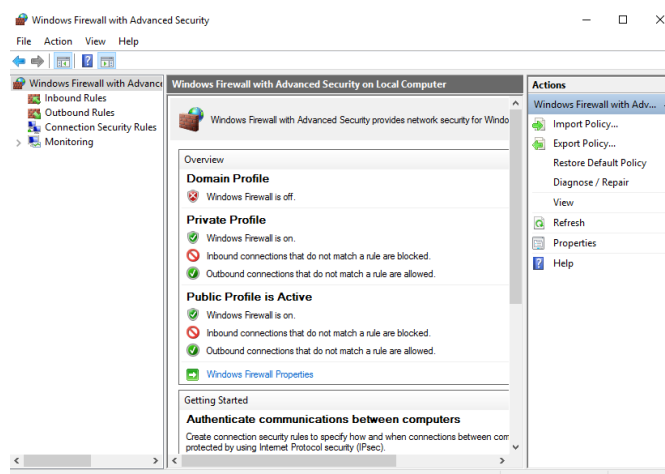 Windows Firewall with Advanced Security
File Action View Help
Windows Firewall with Advance
Inbound Rules
Outbound Rules
Connection Security Rules
Monitoring
Windows Firewall with Advanced Security on Local Computer
Windows Firewall with Advanced Security provides network security for Windo
Overview
Domain Profile
Windows Firewall is off.
Private Profile
Windows Firewall is on.
Inbound connections that do not match a rule are blocked.
Outbound connections that do not match a rule are allowed.
Public Profile is Active
Windows Firewall is on.
Inbound connections that do not match a rule are blocked.
Outbound connections that do not match a rule are allowed.
Windows Firewall Properties
Getting Started
Authenticate communications between computers
Create connection security rules to specify how and when connections between com
protected by using Internet Protocol security (IPsec).
Actions
Windows Firewall with Adv...
Import Policy...
Export Policy...
Restore Default Policy
Diagnose / Repair
View
Refresh
Properties
Help